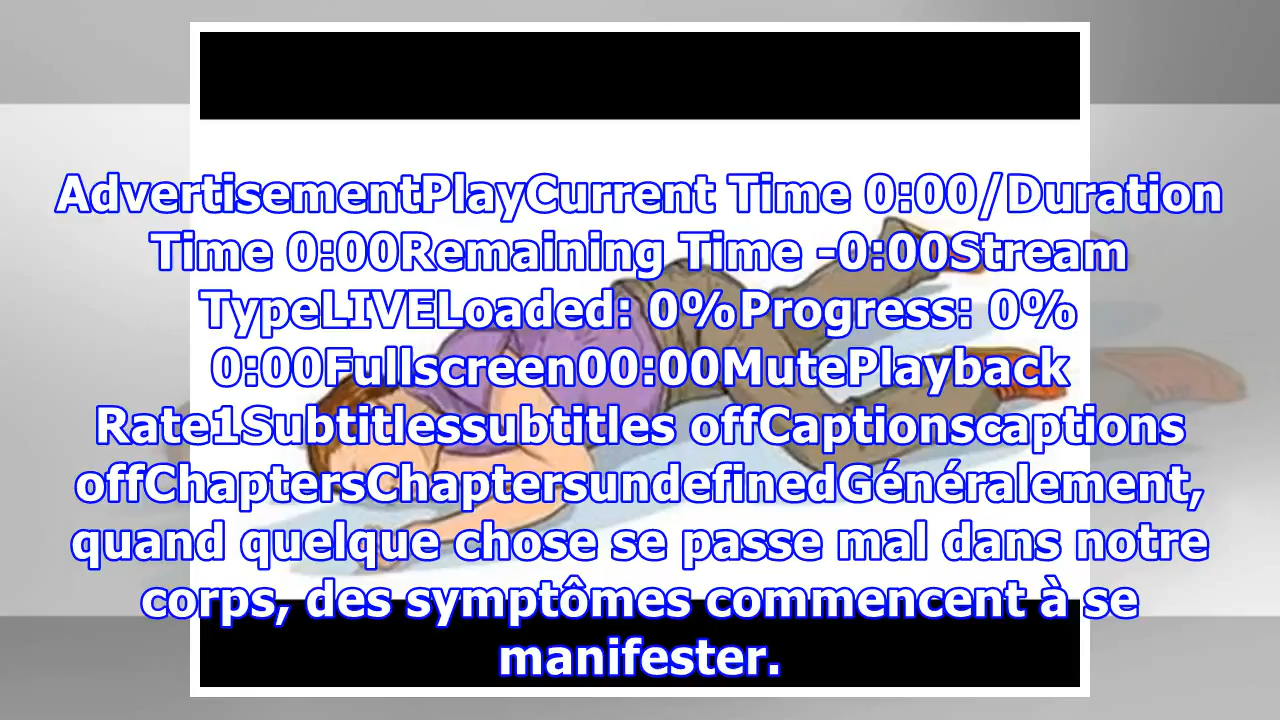 AdvertisementPlayCurrent Time 0:00/Duration
Time 0:00Remaining Time -0:00Stream
TypeLIVELoaded: 0%Progress: 0%
0:00Fullscreen00:00MutePlayback
Rate1Subtitlessubtitles offCaptionscaptions
offChaptersChaptersundefinedGénéralement,
quand quelque chose se passe mal dans notre
corps, des symptômes commencent à se
manifester.